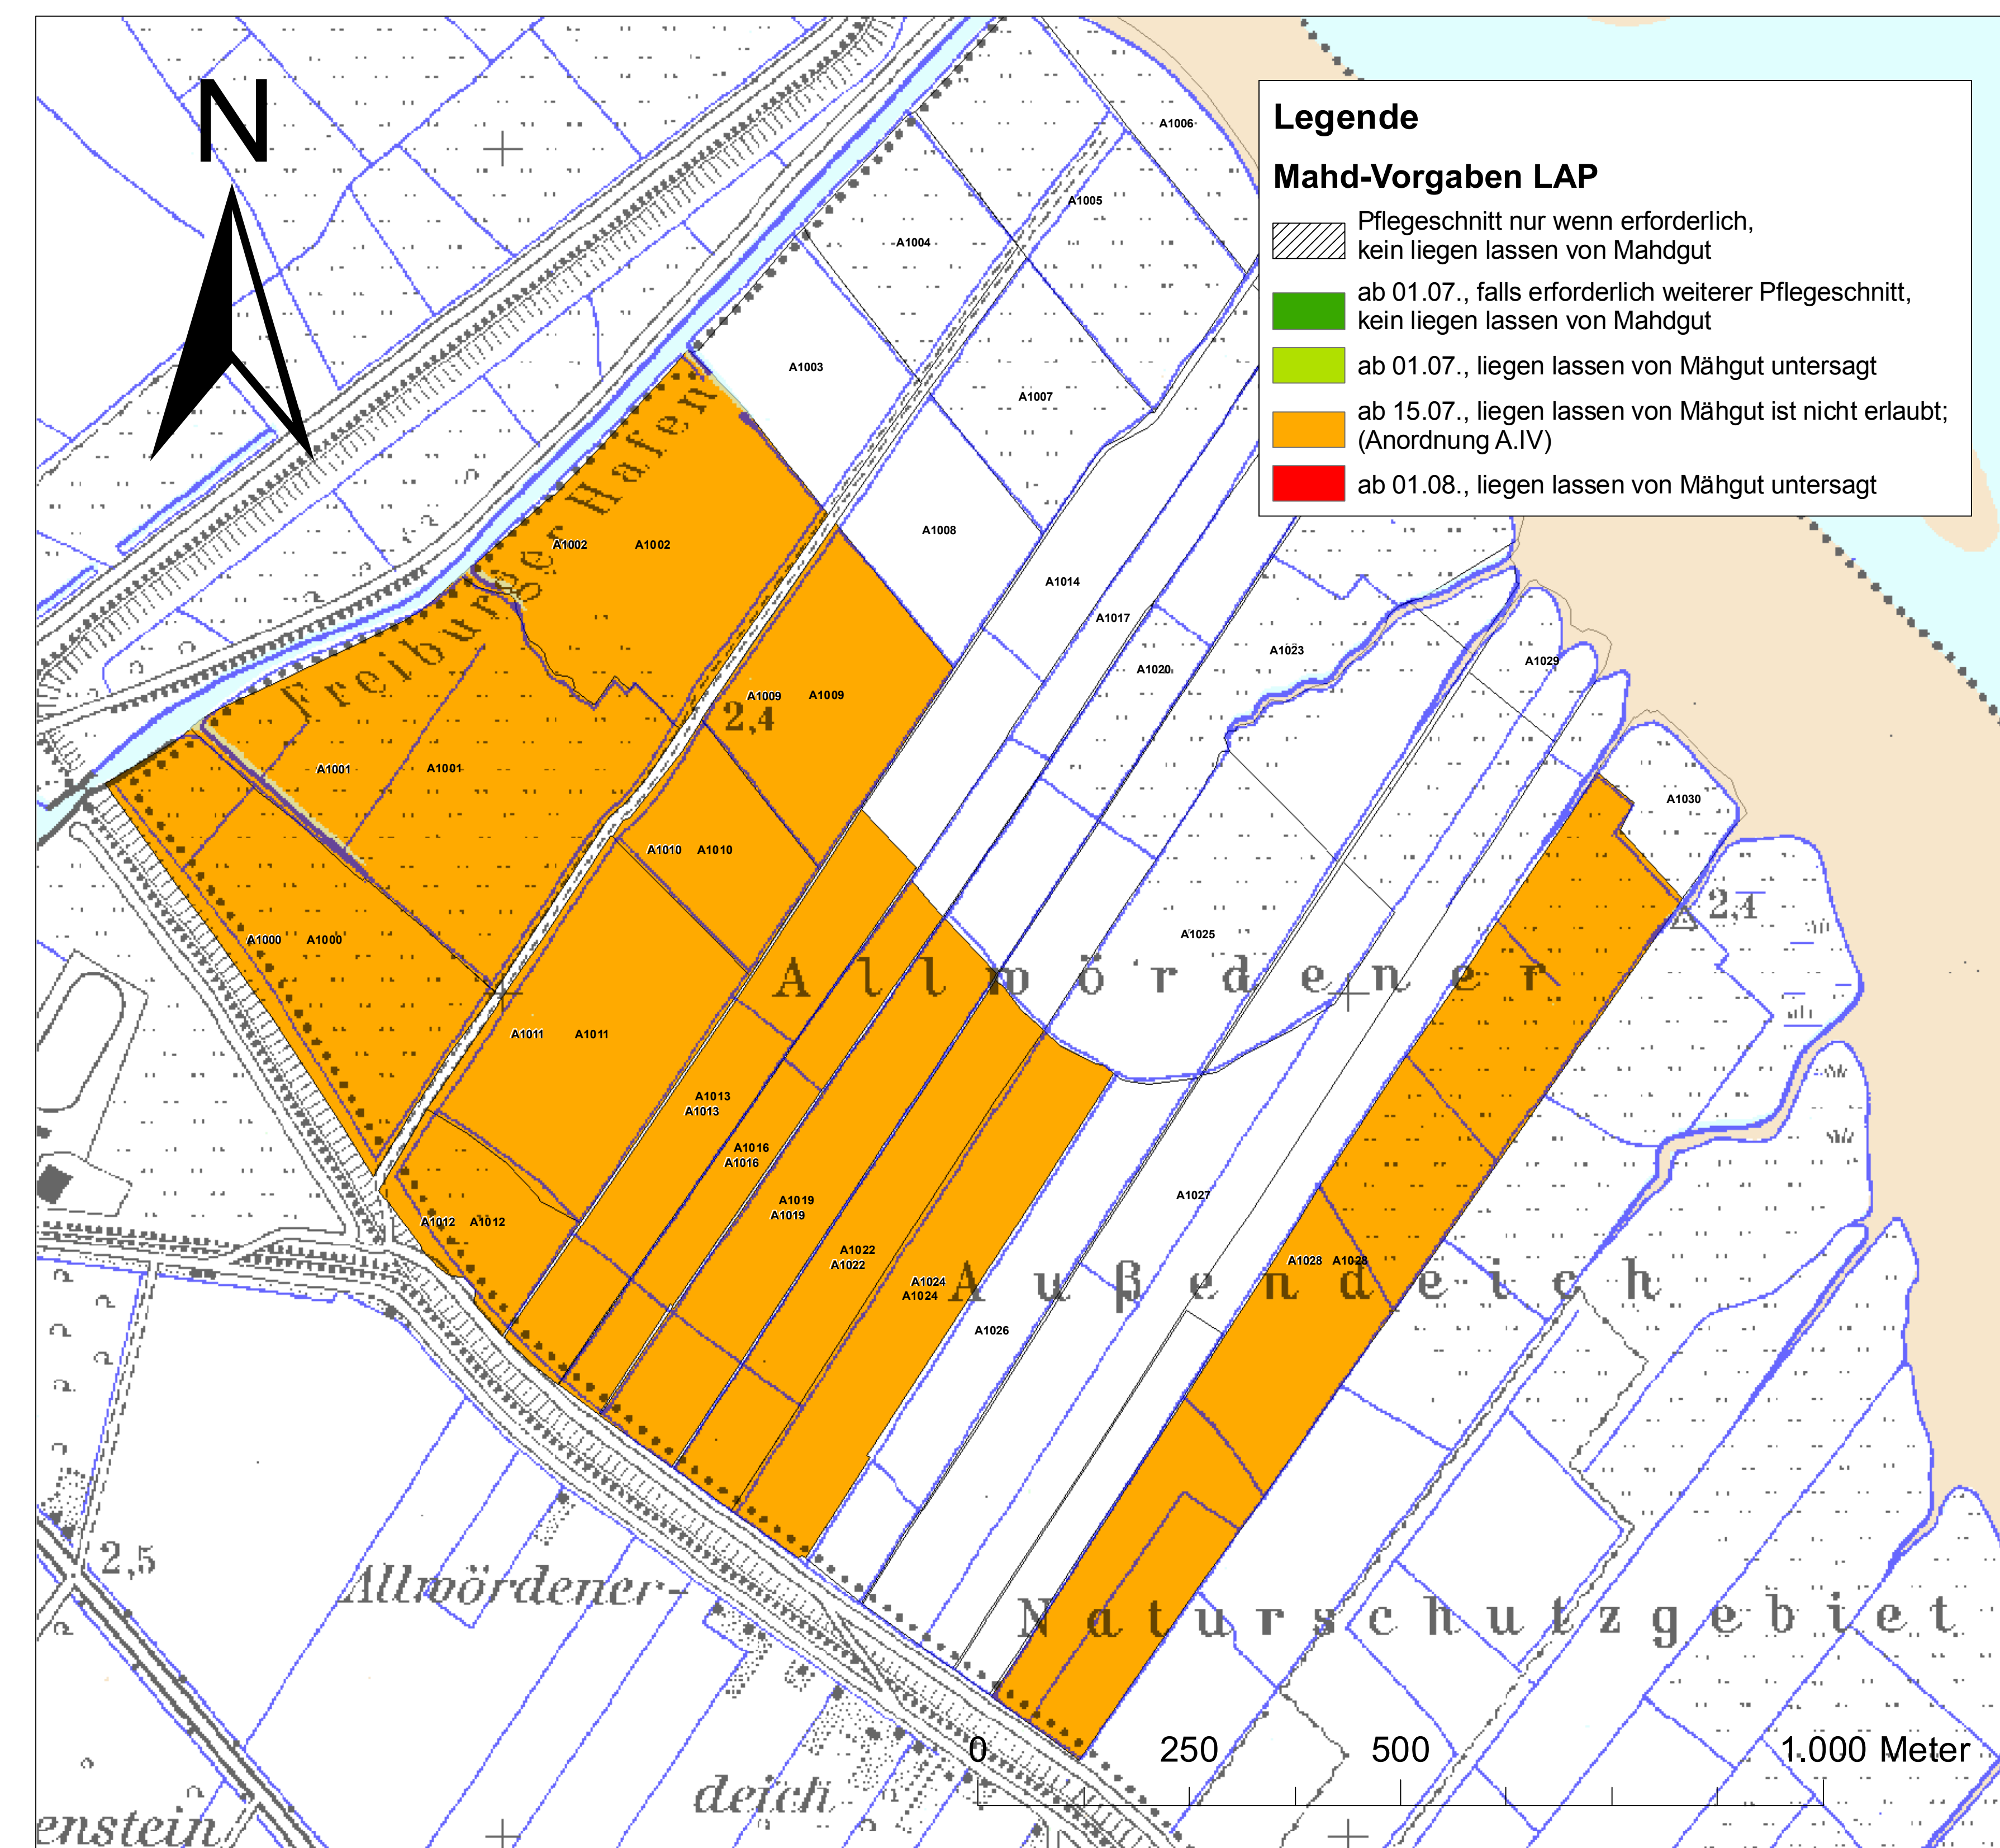 N
Legende
Mahd-Vorgaben LAP
Pflegeschnitt nur wenn erforderlich,
kein liegen lassen von Mahdgut
ab 01.07., falls erforderlich weiterer Pflegeschnitt,
kein liegen lassen von Mahdgut
ab 01.07., liegen lassen von Mähgut untersagt
ab 15.07., liegen lassen von Mähgut ist nicht erlaubt;
(Anordnung A.IV)
ab 01.08., liegen lassen von Mähgut untersagt
A1006
A1005
A1004
A1003
A1007
Freiburger Hafen
A1002 A1002
A1008
A1014
A1017
A1020
A1023
A1029
A1009 A1009
2,4
A1001 A1001
A1030
A1010 A1010
2,4
A1000 A1000
A1025
Allwördener
A1011 A1011
A1013
A1013
A1016
A1016
A1019
A1019
A1027
A1012 A1012
A1022
A1022
A1028 A1028
A1024
A1024
Außendeich
A1026
2,5
Allwördener-
Naturschutzgebiet
deich
enstein
0 250 500 1.000 Meter